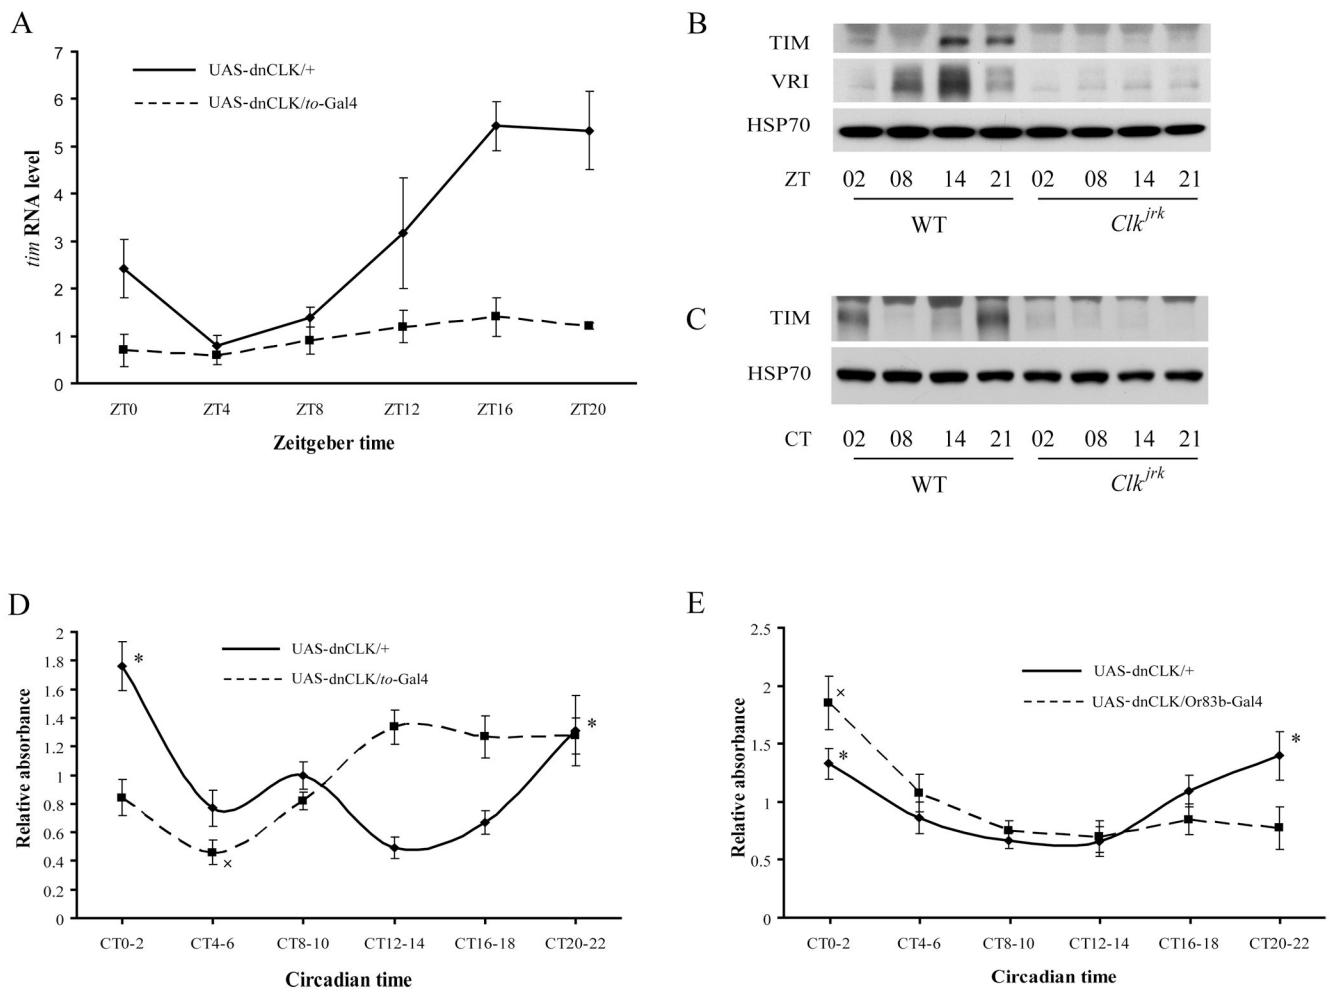 A
7
6
5
4
3
2
1
0
tim RNA level
UAS-dnCLK/+
UAS-dnCLK/to-Gal4
ZT0 ZT4 ZT8 ZT12 ZT16 ZT20
Zeitgeber time
B
TIM
VRI
HSP70
ZT 02 08 14 21 02 08 14 21
WT Clk jrk
C
TIM
HSP70
CT 02 08 14 21 02 08 14 21
WT Clk jrk
D
2
1.8
1.6
1.4
1.2
1
0.8
0.6
0.4
0.2
0
Relative absorbance
UAS-dnCLK/+
UAS-dnCLK/to-Gal4
*
*
×
CT0-2 CT4-6 CT8-10 CT12-14 CT16-18 CT20-22
Circadian time
E
2.5
2
1.5
1
0.5
0
Relative absorbance
UAS-dnCLK/+
UAS-dnCLK/Or83b-Gal4
×
*
*
CT0-2 CT4-6 CT8-10 CT12-14 CT16-18 CT20-22
Circadian time